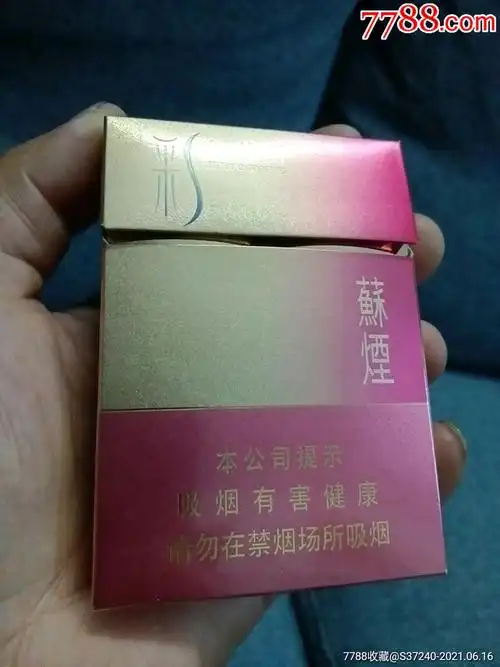 7788.com
彩
蘇
煙
本公司提示
吸烟有害健康
请勿在禁烟场所吸烟
7788收藏@S37240-2021.06.16